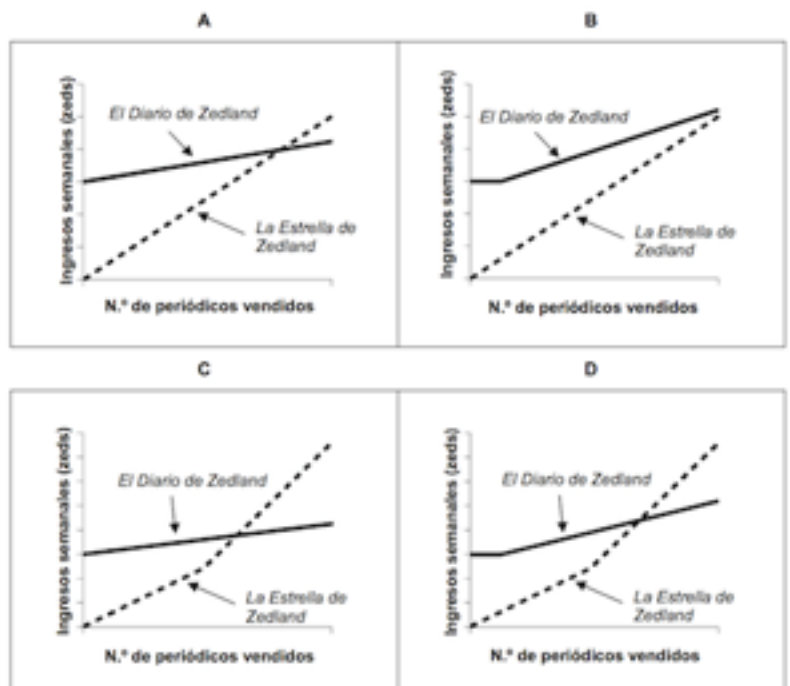 A
B
Ingresos semanales (zeds)
El Diario de Zedland
La Estrella de
Zedland
N.º de periódicos vendidos
Ingresos semanales (zeds)
El Diario de Zedland
La Estrella de
Zedland
N.º de periódicos vendidos
C
D
Ingresos semanales (zeds)
El Diario de Zedland
La Estrella de
Zedland
N.º de periódicos vendidos
Ingresos semanales (zeds)
El Diario de Zedland
La Estrella de
Zedland
N.º de periódicos vendidos